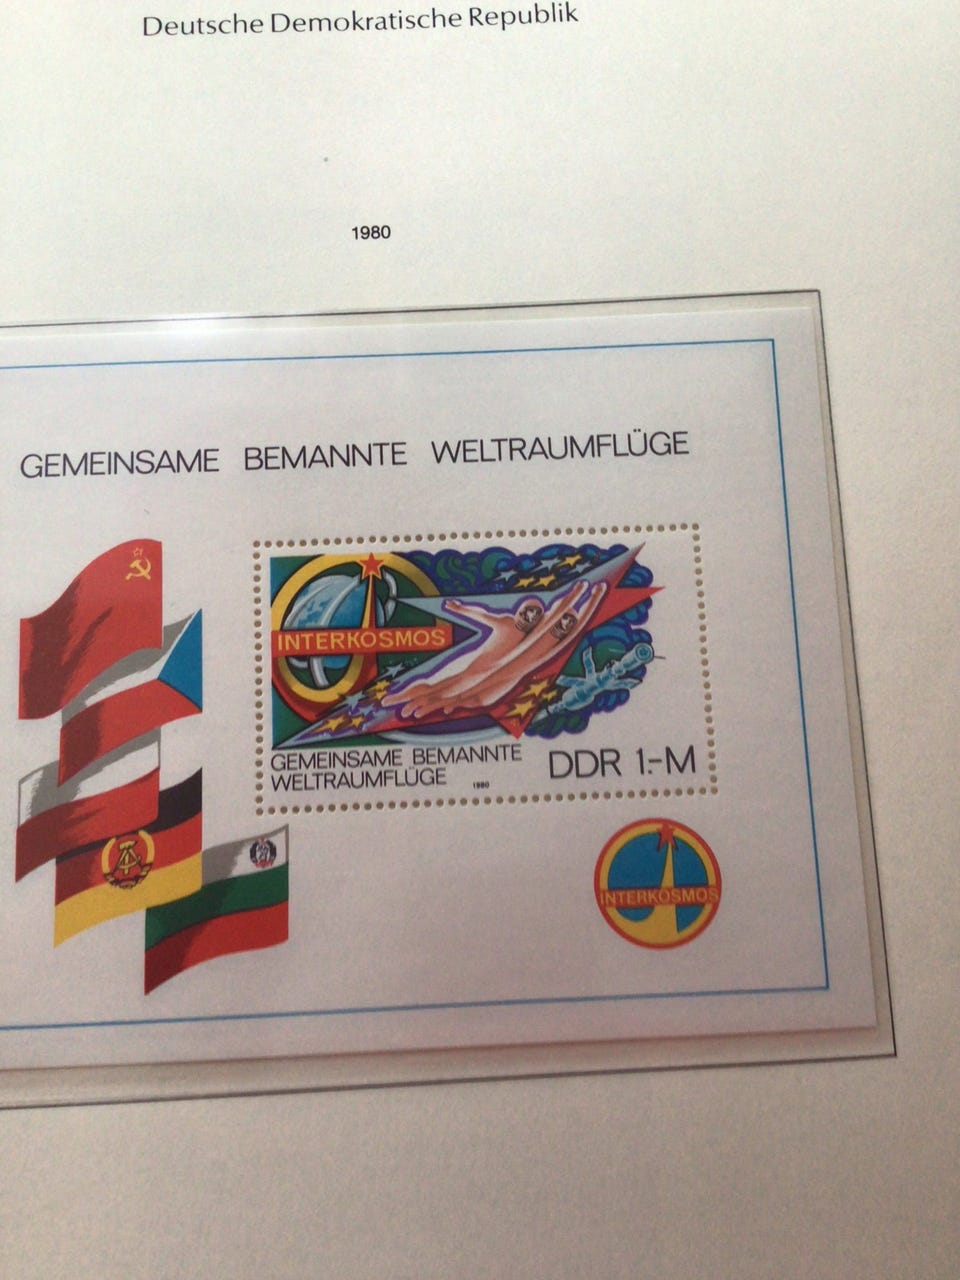 Deutsche Demokratische Republik
1980
GEMEINSAME BEMANNTE WELTRAUMFLÜGE
INTERKOSMOS
GEMEINSAME BEMANNTE
WELTRAUMFLÜGE
1980
DDR 1.-M
INTERKOSMOS